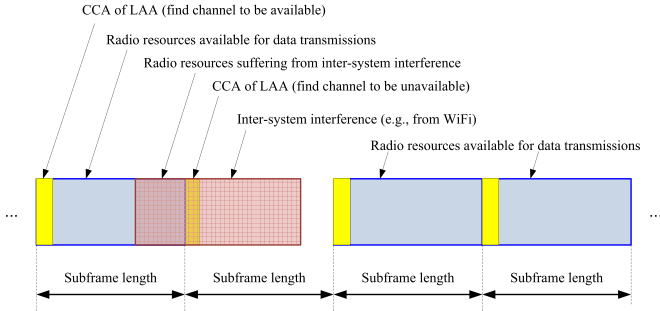 CCA of LAA (find channel to be available)
Radio resources available for data transmissions
Radio resources suffering from inter-system interference
CCA of LAA (find channel to be unavailable)
Inter-system interference (e.g., from WiFi)
Radio resources available for data transmissions
... ...
Subframe length Subframe length Subframe length Subframe length